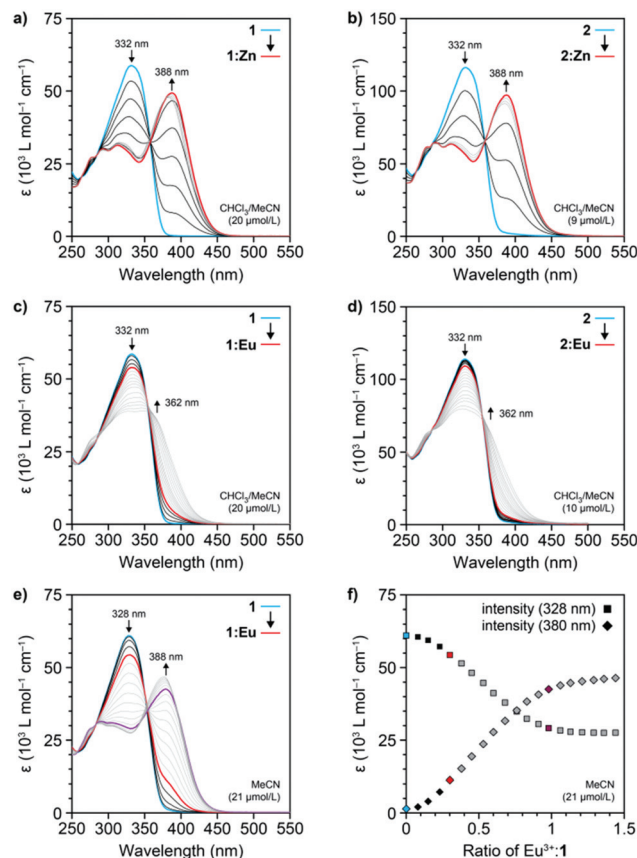 a)
75
50
25
0
ε (10³ L mol⁻¹ cm⁻¹)
332 nm
388 nm
1
1:Zn
CHCl₃/MeCN
(20 μmol/L)
250 300 350 400 450 500 550
Wavelength (nm)
b)
150
100
50
0
ε (10³ L mol⁻¹ cm⁻¹)
332 nm
388 nm
2
2:Zn
CHCl₃/MeCN
(9 μmol/L)
250 300 350 400 450 500 550
Wavelength (nm)
c)
75
50
25
0
ε (10³ L mol⁻¹ cm⁻¹)
332 nm
362 nm
1
1:Eu
CHCl₃/MeCN
(20 μmol/L)
250 300 350 400 450 500 550
Wavelength (nm)
d)
150
100
50
0
ε (10³ L mol⁻¹ cm⁻¹)
332 nm
362 nm
2
2:Eu
CHCl₃/MeCN
(10 μmol/L)
250 300 350 400 450 500 550
Wavelength (nm)
e)
75
50
25
0
ε (10³ L mol⁻¹ cm⁻¹)
328 nm
388 nm
1
1:Eu
MeCN
(21 μmol/L)
250 300 350 400 450 500 550
Wavelength (nm)
f)
75
50
25
0
ε (10³ L mol⁻¹ cm⁻¹)
intensity (328 nm)
intensity (380 nm)
MeCN
(21 μmol/L)
0 0.5 1.0 1.5
Ratio of Eu³⁺:1